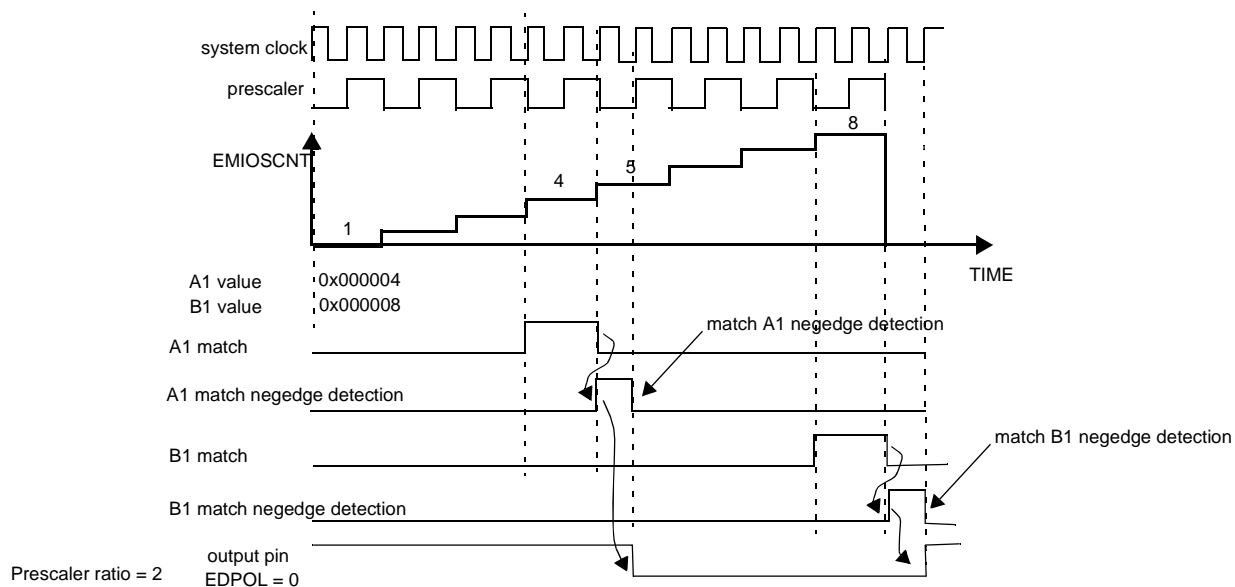 system clock
prescaler
8
EMIOSCNT
4
5
1
TIME
A1 value 0x000004
B1 value 0x000008
match A1 negedge detection
A1 match
A1 match negedge detection
match B1 negedge detection
B1 match
B1 match negedge detection
output pin
Prescaler ratio = 2 EDPOL = 0